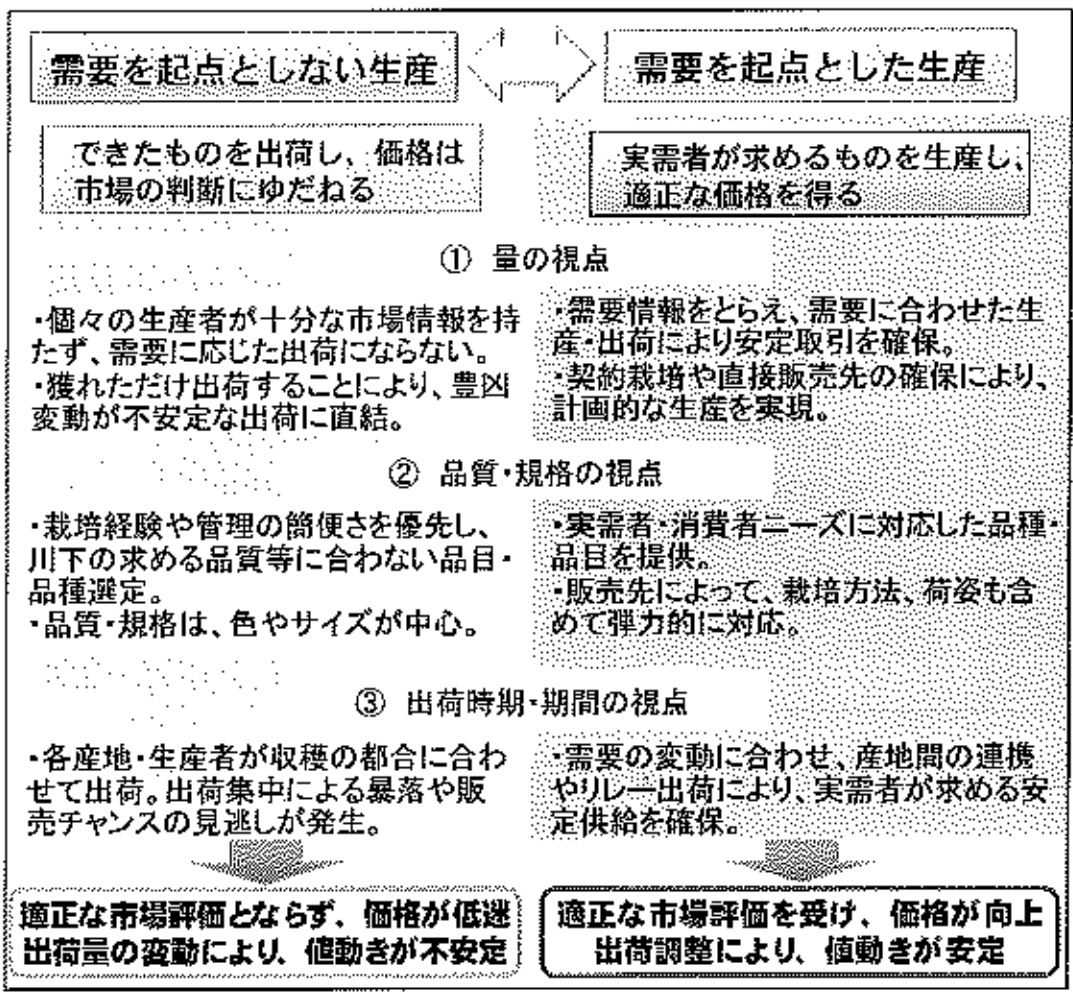 需要を起点としない生産
需要を起点とした生産
できたものを出荷し、価格は
市場の判断にゆだねる
実需者が求めるものを生産し、
適正な価格を得る
① 量の視点
・個々の生産者が十分な市場情報を持
たず、需要に応じた出荷にならない。
・獲れただけ出荷することにより、豊凶
変動が不安定な出荷に直結。
・需要情報をとらえ、需要に合わせた生
産・出荷により安定取引を確保。
・契約栽培や直接販売先の確保により、
計画的な生産を実現。
② 品質・規格の視点
・栽培経験や管理の簡便さを優先し、
川下の求める品質等に合わない品目・
品種選定。
・品質・規格は、色やサイズが中心。
・実需者・消費者ニーズに対応した品種・
品目を提供。
・販売先によって、栽培方法、荷姿も含
めて弾力的に対応。
③ 出荷時期・期間の視点
・各産地・生産者が収穫の都合に合わ
せて出荷。出荷集中による暴落や販
売チャンスの見逃しが発生。
・需要の変動に合わせ、産地間の連携
やリレー出荷により、実需者が求める安
定供給を確保。
適正な市場評価とならず、価格が低迷
出荷量の変動により、値動きが不安定
適正な市場評価を受け、価格が向上
出荷調整により、値動きが安定